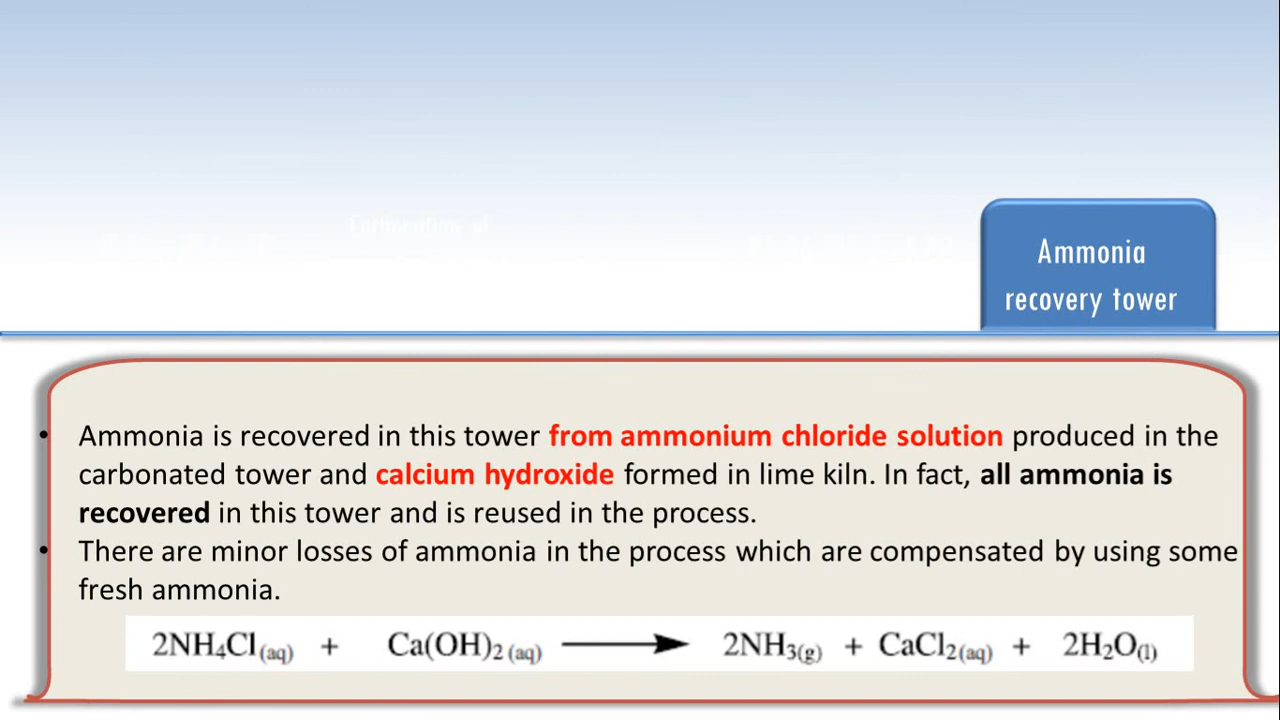 Ammonia
recovery tower
• Ammonia is recovered in this tower from ammonium chloride solution produced in the
carbonated tower and calcium hydroxide formed in lime kiln. In fact, all ammonia is
recovered in this tower and is reused in the process.
• There are minor losses of ammonia in the process which are compensated by using some
fresh ammonia.
2NH₄Cl(aq) + Ca(OH)₂(aq) ⟶ 2NH₃(g) + CaCl₂(aq) + 2H₂O(l)